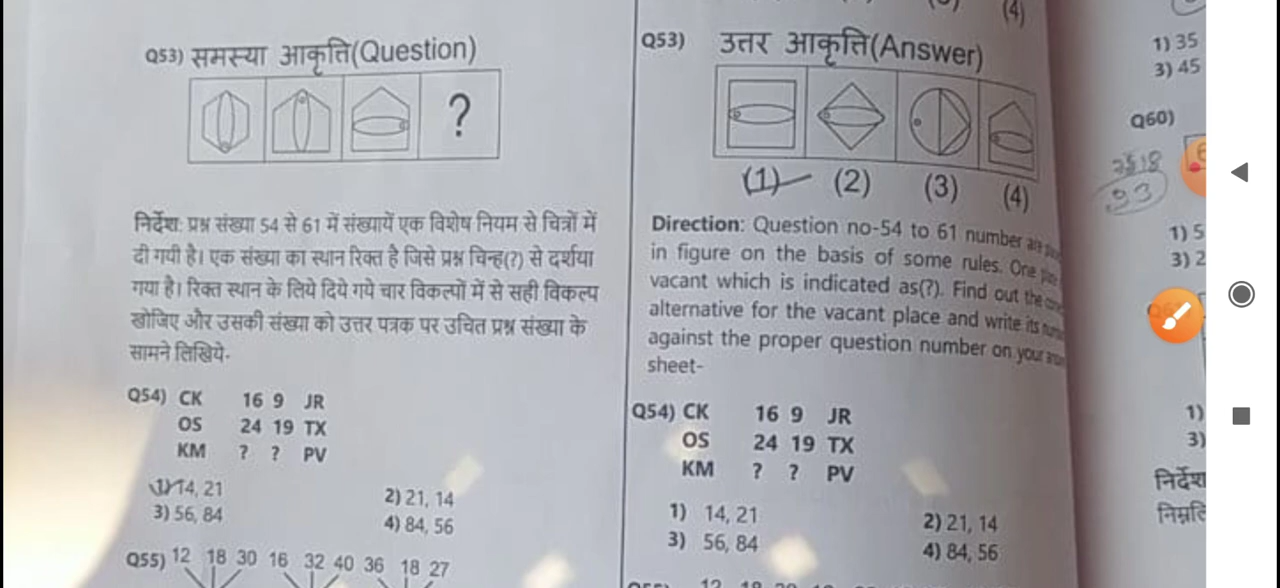 (4)
Q53) समस्या आकृत्ति(Question)
?
निर्देश: प्रश्न संख्या 54 से 61 में संख्यायें एक विशेष नियम से चित्रों में
दी गयी है। एक संख्या का स्थान रिक्त है जिसे प्रश्न चिन्ह(?) से दर्शाया
गया है। रिक्त स्थान के लिये दिये गये चार विकल्पों में से सही विकल्प
खोजिए और उसकी संख्या को उत्तर पत्रक पर उचित प्रश्न संख्या के
सामने लिखिये-
Q54) CK 16 9 JR
OS 24 19 TX
KM ? ? PV
1) 14, 21 2) 21, 14
3) 56, 84 4) 84, 56
Q55) 12 18 30 16 32 40 36 18 27
Q53) उत्तर आकृत्ति(Answer)
(1) (2) (3) (4)
Direction: Question no-54 to 61 number are
in figure on the basis of some rules. One
vacant which is indicated as(?). Find out the
alternative for the vacant place and write its
against the proper question number on your
sheet-
Q54) CK 16 9 JR
OS 24 19 TX
KM ? ? PV
1) 14, 21 2) 21, 14
3) 56, 84 4) 84, 56
1) 35
3) 45
Q60)
93
1) 5
3) 2
1)
3)
निर्देश